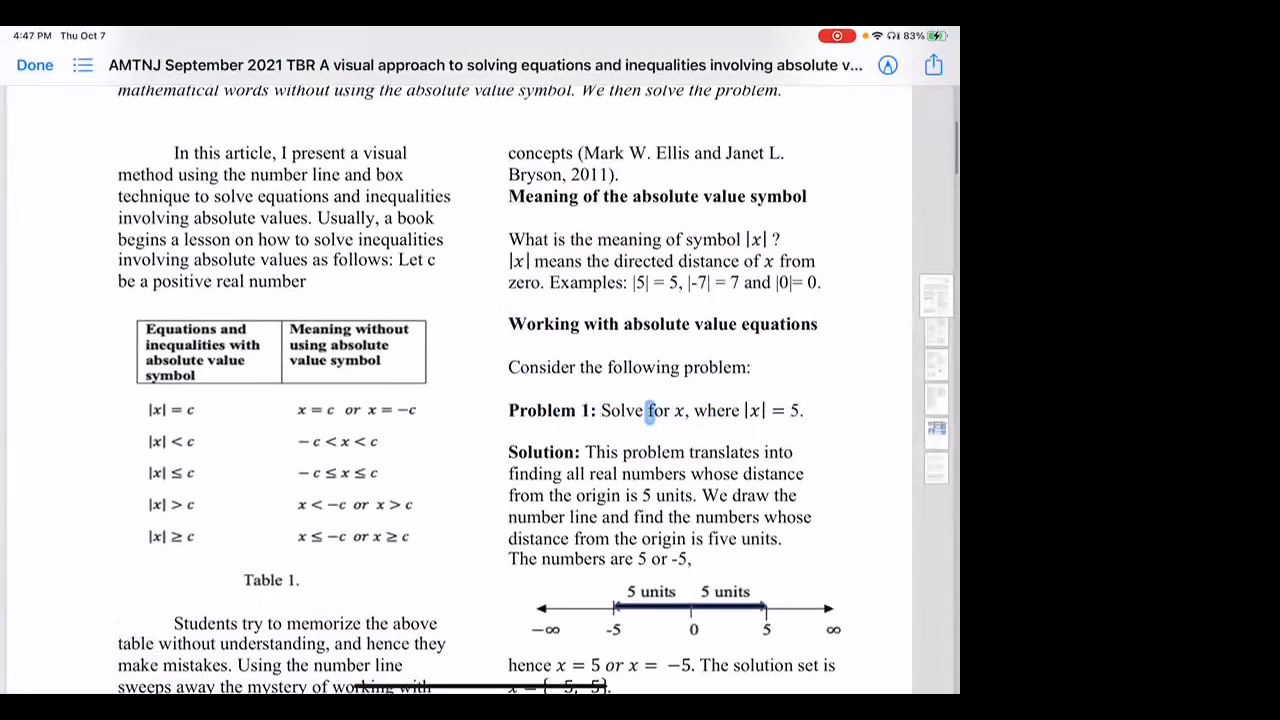 4:47 PM Thu Oct 7
83%
Done
AMTNJ September 2021 TBR A visual approach to solving equations and inequalities involving absolute v...
mathematical words without using the absolute value symbol. We then solve the problem.
In this article, I present a visual
method using the number line and box
technique to solve equations and inequalities
involving absolute values. Usually, a book
begins a lesson on how to solve inequalities
involving absolute values as follows: Let c
be a positive real number
Equations and
inequalities with
absolute value
symbol
Meaning without
using absolute
value symbol
|x| = c x = c or x = −c
|x| < c −c < x < c
|x| ≤ c −c ≤ x ≤ c
|x| > c x < −c or x > c
|x| ≥ c x ≤ −c or x ≥ c
Table 1.
Students try to memorize the above
table without understanding, and hence they
make mistakes. Using the number line
sweeps away the mystery of working with
concepts (Mark W. Ellis and Janet L.
Bryson, 2011).
Meaning of the absolute value symbol
What is the meaning of symbol |x| ?
|x| means the directed distance of x from
zero. Examples: |5| = 5, |-7| = 7 and |0|= 0.
Working with absolute value equations
Consider the following problem:
Problem 1: Solve for x, where |x| = 5.
Solution: This problem translates into
finding all real numbers whose distance
from the origin is 5 units. We draw the
number line and find the numbers whose
distance from the origin is five units.
The numbers are 5 or -5,
5 units 5 units
−∞ -5 0 5 ∞
hence x = 5 or x = −5. The solution set is